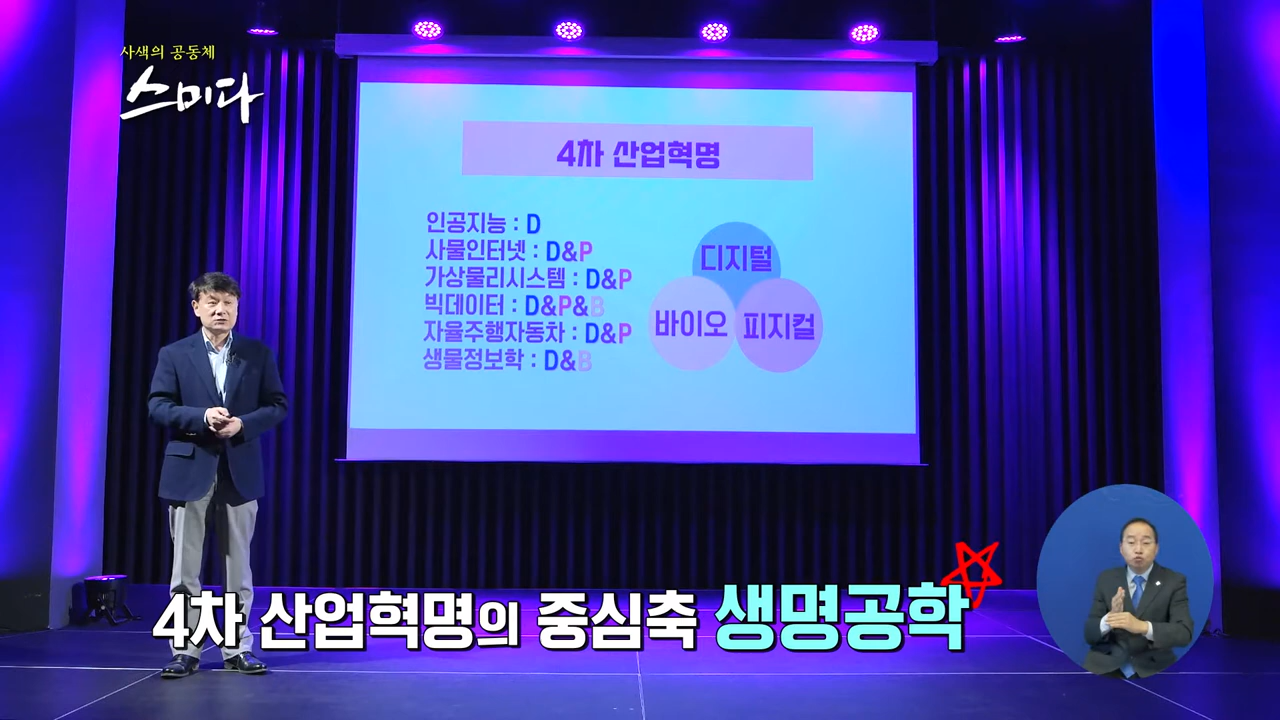 사색의 공동체
스미다
4차 산업혁명
인공지능 : D
사물인터넷 : D&P
가상물리시스템 : D&P
빅데이터 : D&P&B
자율주행자동차 : D&P
생물정보학 : D&B
디지털
바이오
피지컬
4차 산업혁명의 중심축 생명공학